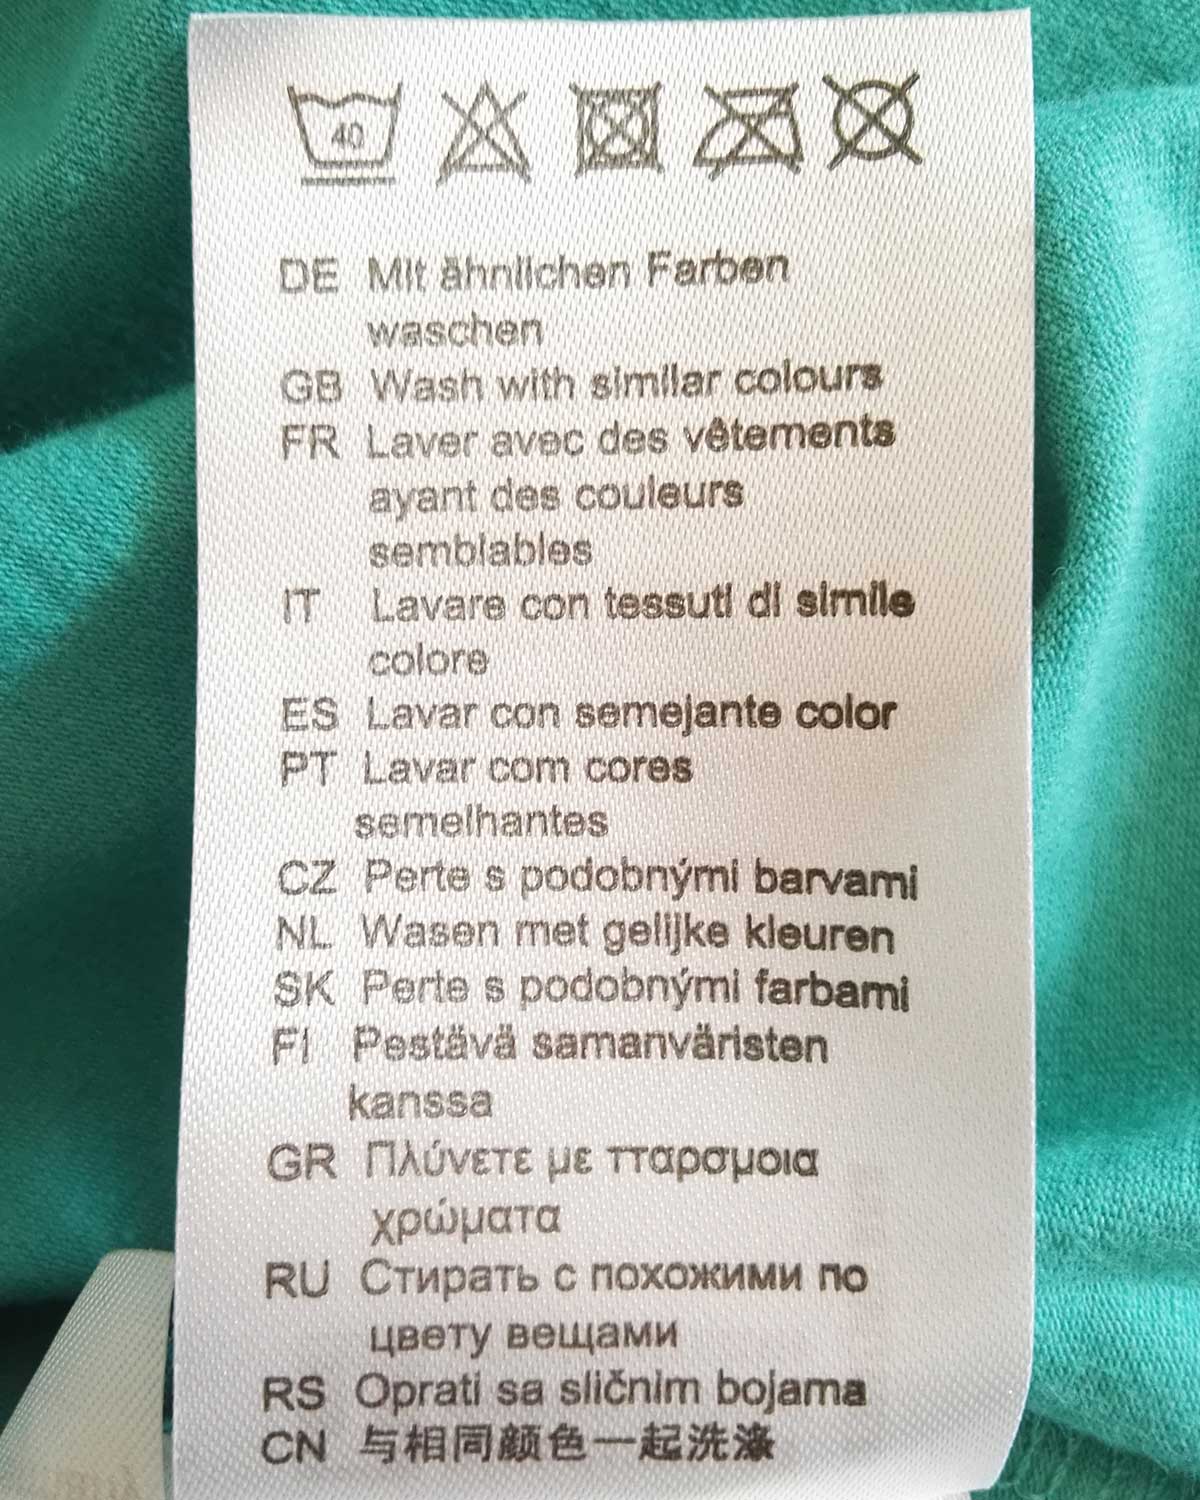 40
DE Mit ähnlichen Farben
waschen
GB Wash with similar colours
FR Laver avec des vêtements
ayant des couleurs
semblables
IT Lavare con tessuti di simile
colore
ES Lavar con semejante color
PT Lavar com cores
semelhantes
CZ Perte s podobnými barvami
NL Wasen met gelijke kleuren
SK Perte s podobnými farbami
FI Pestävä samanväristen
kanssa
GR Πλύνετε με τταρσμοια
χρώματα
RU Стирать с похожими по
цвету вещами
RS Oprati sa sličnim bojama
CN 与相同颜色一起洗涤